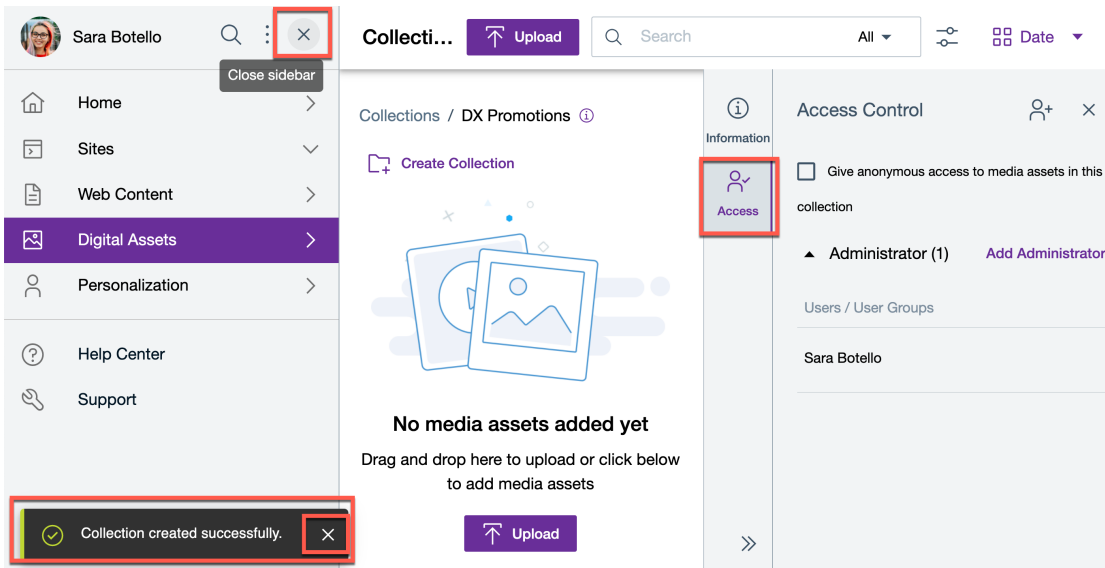 Sara Botello
Close sidebar
Home
Sites
Web Content
Digital Assets
Personalization
Help Center
Support
Collection created successfully.
Collecti...
Upload
Search
All
Date
Collections / DX Promotions
Create Collection
No media assets added yet
Drag and drop here to upload or click below
to add media assets
Upload
Information
Access
Access Control
Give anonymous access to media assets in this
collection
Administrator (1)
Add Administrator
Users / User Groups
Sara Botello